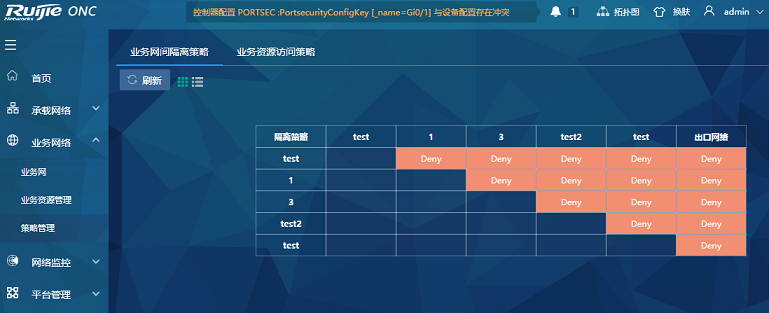 Ruijie Networks ONC
控制器配置 PORTSEC :PortsecurityConfigKey [_name=Gi0/1] 与设备配置存在冲突
1 拓扑图 换肤 admin
业务网间隔离策略 业务资源访问策略
刷新
首页
承载网络
业务网络
业务网
业务资源管理
策略管理
网络监控
平台管理
隔离策略 test 1 3 test2 test 出口网络
test Deny Deny Deny Deny Deny
1 Deny Deny Deny Deny
3 Deny Deny Deny
test2 Deny Deny
test Deny